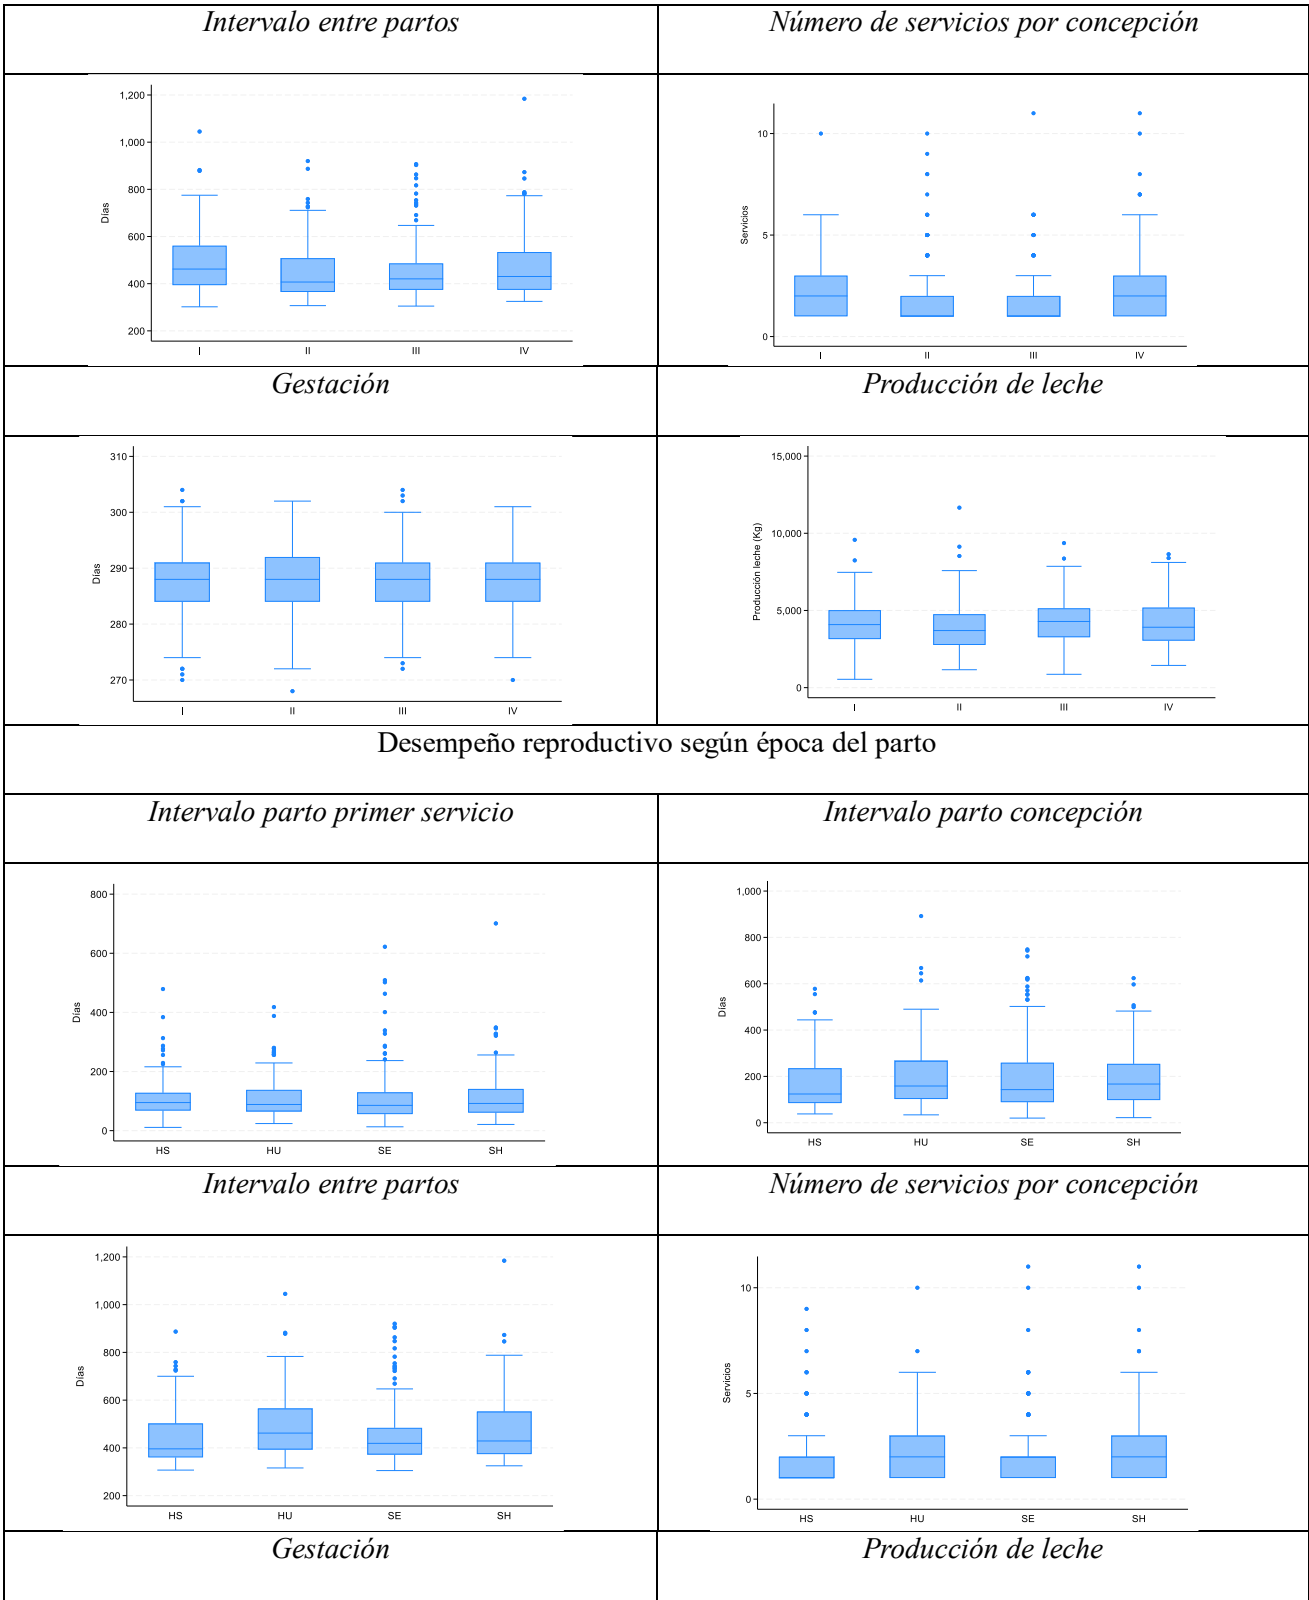 Intervalo entre partos
Número de servicios por concepción
1,200
1,000
800
600
400
200
Días
I II III IV
10
5
0
Servicios
I II III IV
Gestación
Producción de leche
310
300
290
280
270
Días
I II III IV
15,000
10,000
5,000
0
Producción leche (Kg)
I II III IV
Desempeño reproductivo según época del parto
Intervalo parto primer servicio
Intervalo parto concepción
800
600
400
200
0
Días
HS HU SE SH
1,000
800
600
400
200
0
Días
HS HU SE SH
Intervalo entre partos
Número de servicios por concepción
1,200
1,000
800
600
400
200
Días
HS HU SE SH
10
5
0
Servicios
HS HU SE SH
Gestación
Producción de leche